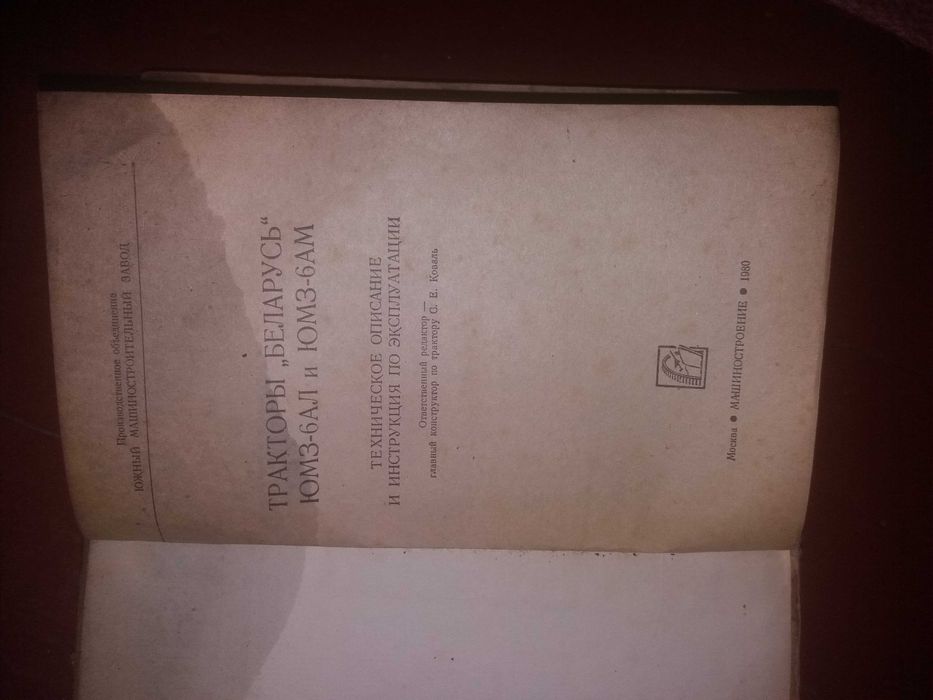 Производственное объединение
ЮЖНЫЙ МАШИНОСТРОИТЕЛЬНЫЙ ЗАВОД
ТРАКТОРЫ „БЕЛАРУСЬ“
ЮМЗ-6АЛ и ЮМЗ-6АМ
ТЕХНИЧЕСКОЕ ОПИСАНИЕ
И ИНСТРУКЦИЯ ПО ЭКСПЛУАТАЦИИ
Ответственный редактор —
главный конструктор по трактору С. Е. Коваль
Москва ● МАШИНОСТРОЕНИЕ ● 1980